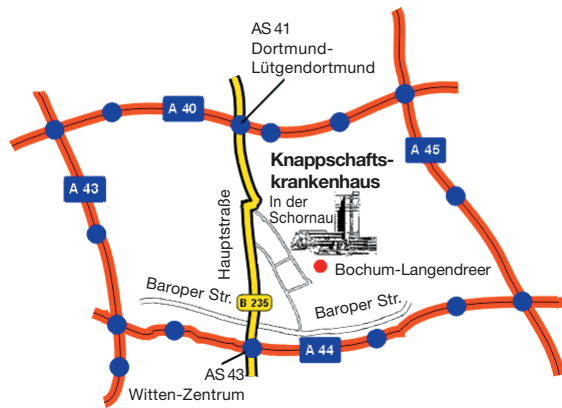 AS 41
Dortmund-
Lütgendortmund
A 40
A 45
A 43
Knappschafts-
krankenhaus
In der
Schornau
Hauptstraße
Bochum-Langendreer
Baroper Str.
B 235
Baroper Str.
A 44
AS 43
Witten-Zentrum